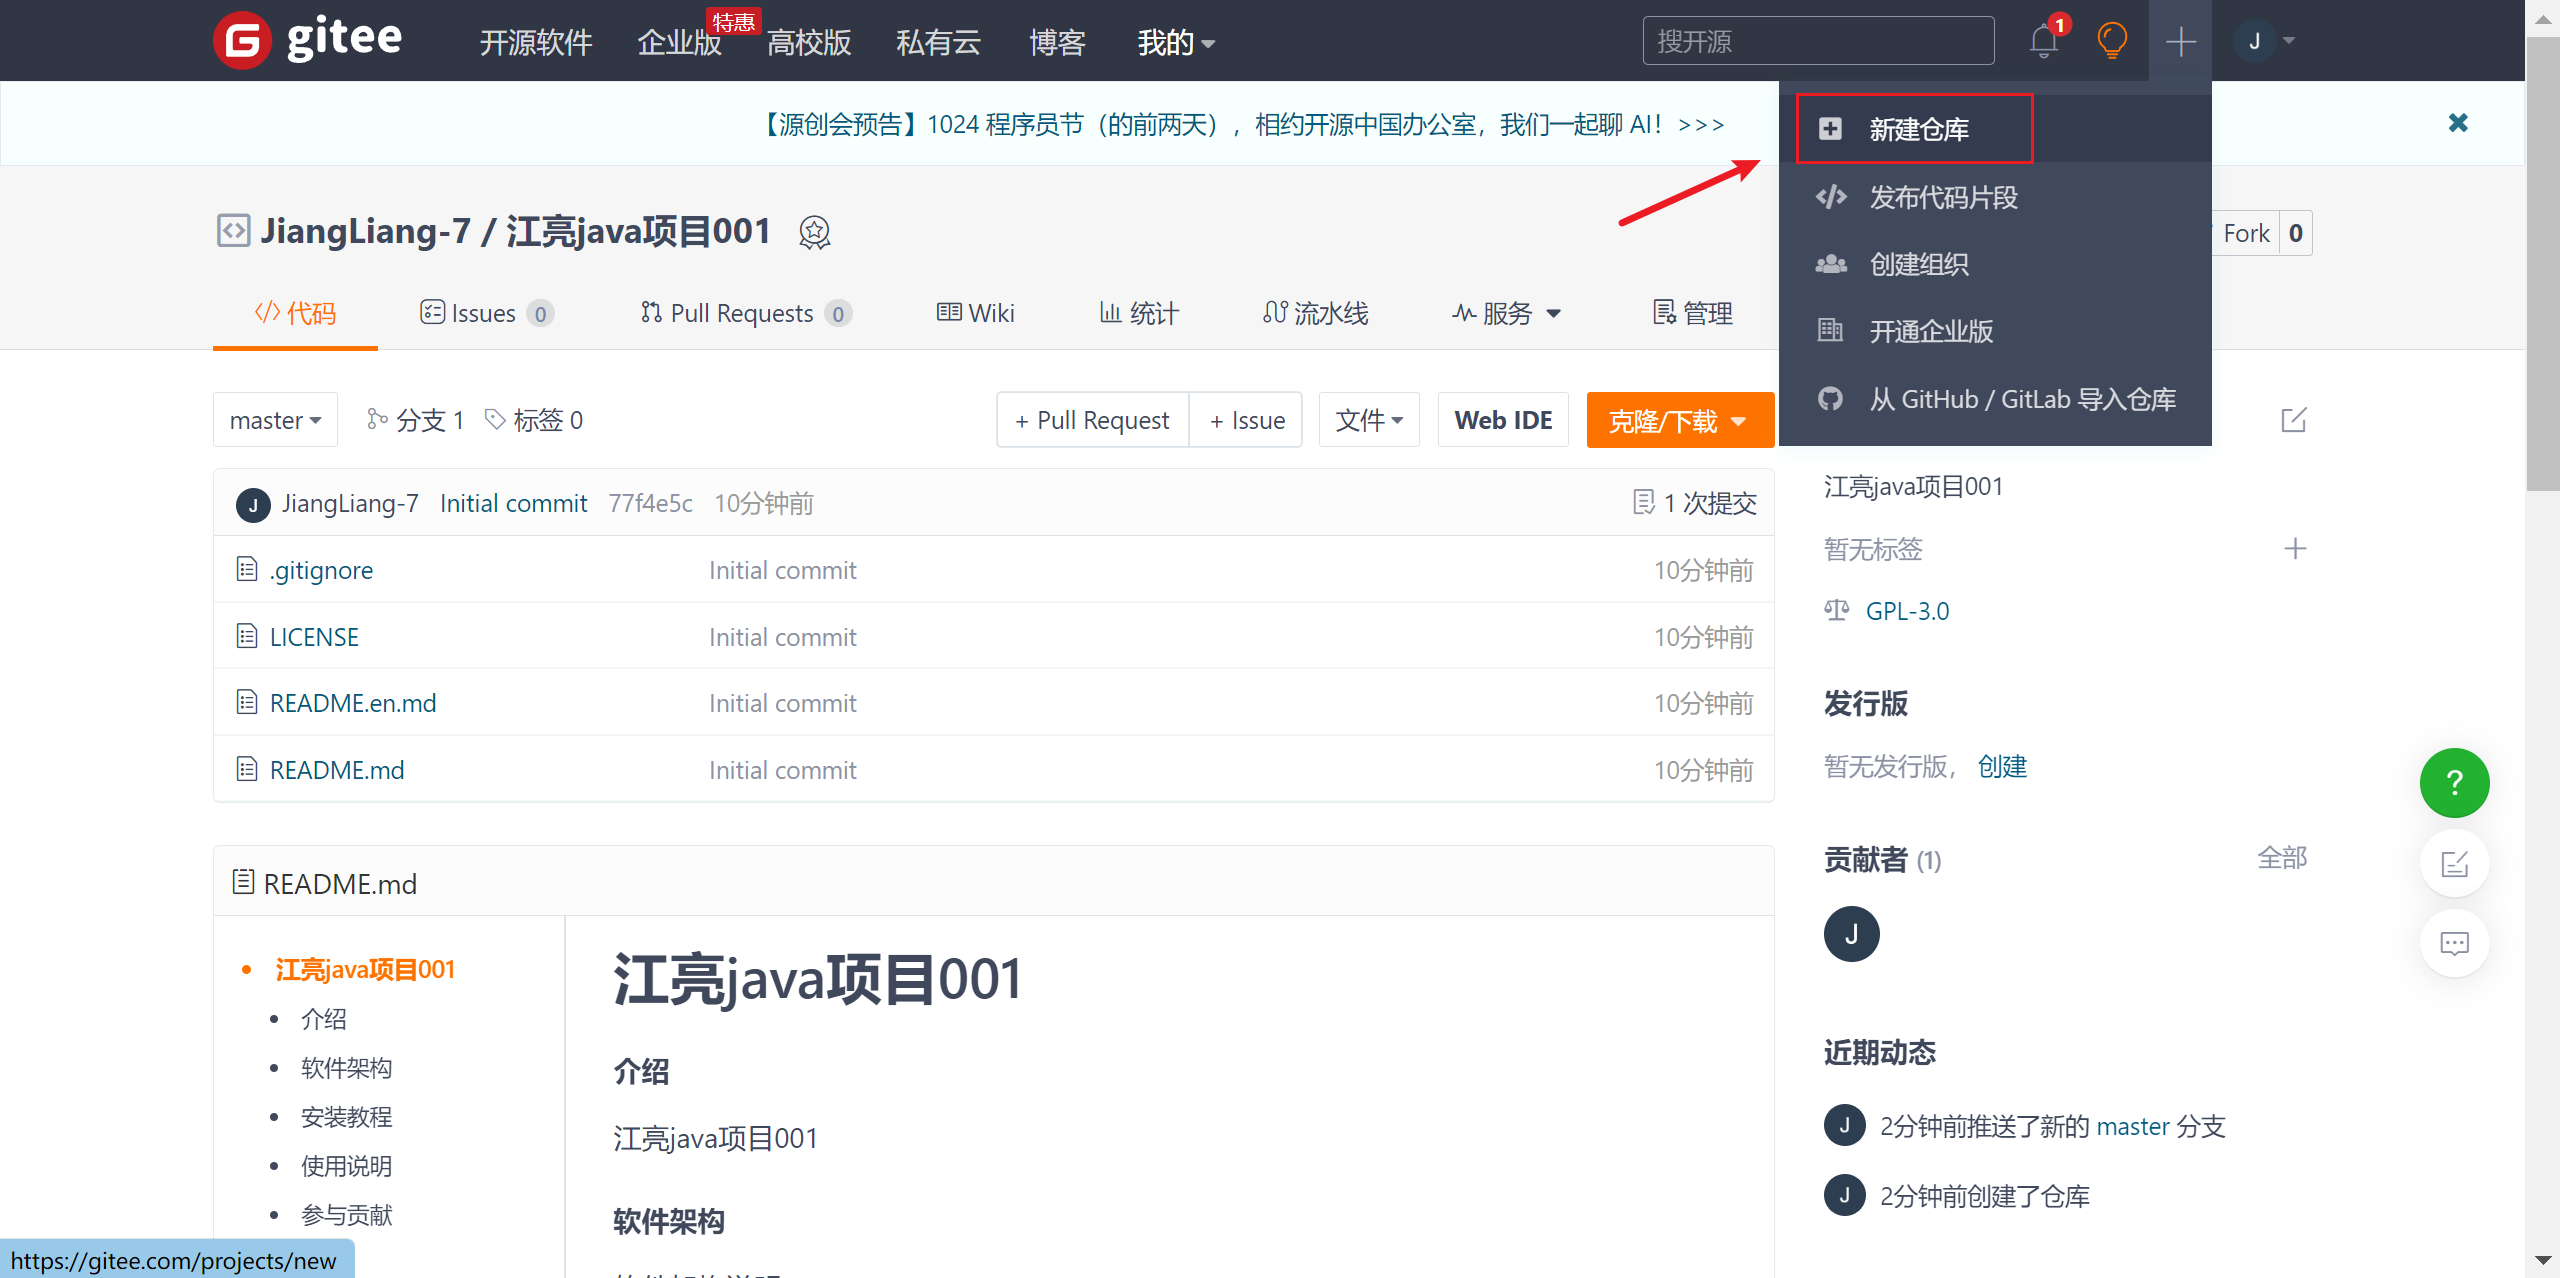 gitee 开源软件 企业版 特惠 高校版 私有云 博客 我的 搜开源 1 J
【源创会预告】1024 程序员节（的前两天），相约开源中国办公室，我们一起聊 AI！>>>
新建仓库
发布代码片段
创建组织
开通企业版
从 GitHub / GitLab 导入仓库
JiangLiang-7 / 江亮java项目001
Fork 0
代码 Issues 0 Pull Requests 0 Wiki 统计 流水线 服务 管理
master 分支 1 标签 0 + Pull Request + Issue 文件 Web IDE 克隆/下载
J JiangLiang-7 Initial commit 77f4e5c 10分钟前 1 次提交
.gitignore Initial commit 10分钟前
LICENSE Initial commit 10分钟前
README.en.md Initial commit 10分钟前
README.md Initial commit 10分钟前
README.md
江亮java项目001
介绍
软件架构
安装教程
使用说明
参与贡献
江亮java项目001
介绍
江亮java项目001
软件架构
江亮java项目001
暂无标签
GPL-3.0
发行版
暂无发行版， 创建
贡献者 (1) 全部
J
近期动态
J 2分钟前推送了新的 master 分支
J 2分钟前创建了仓库
?
https://gitee.com/projects/new